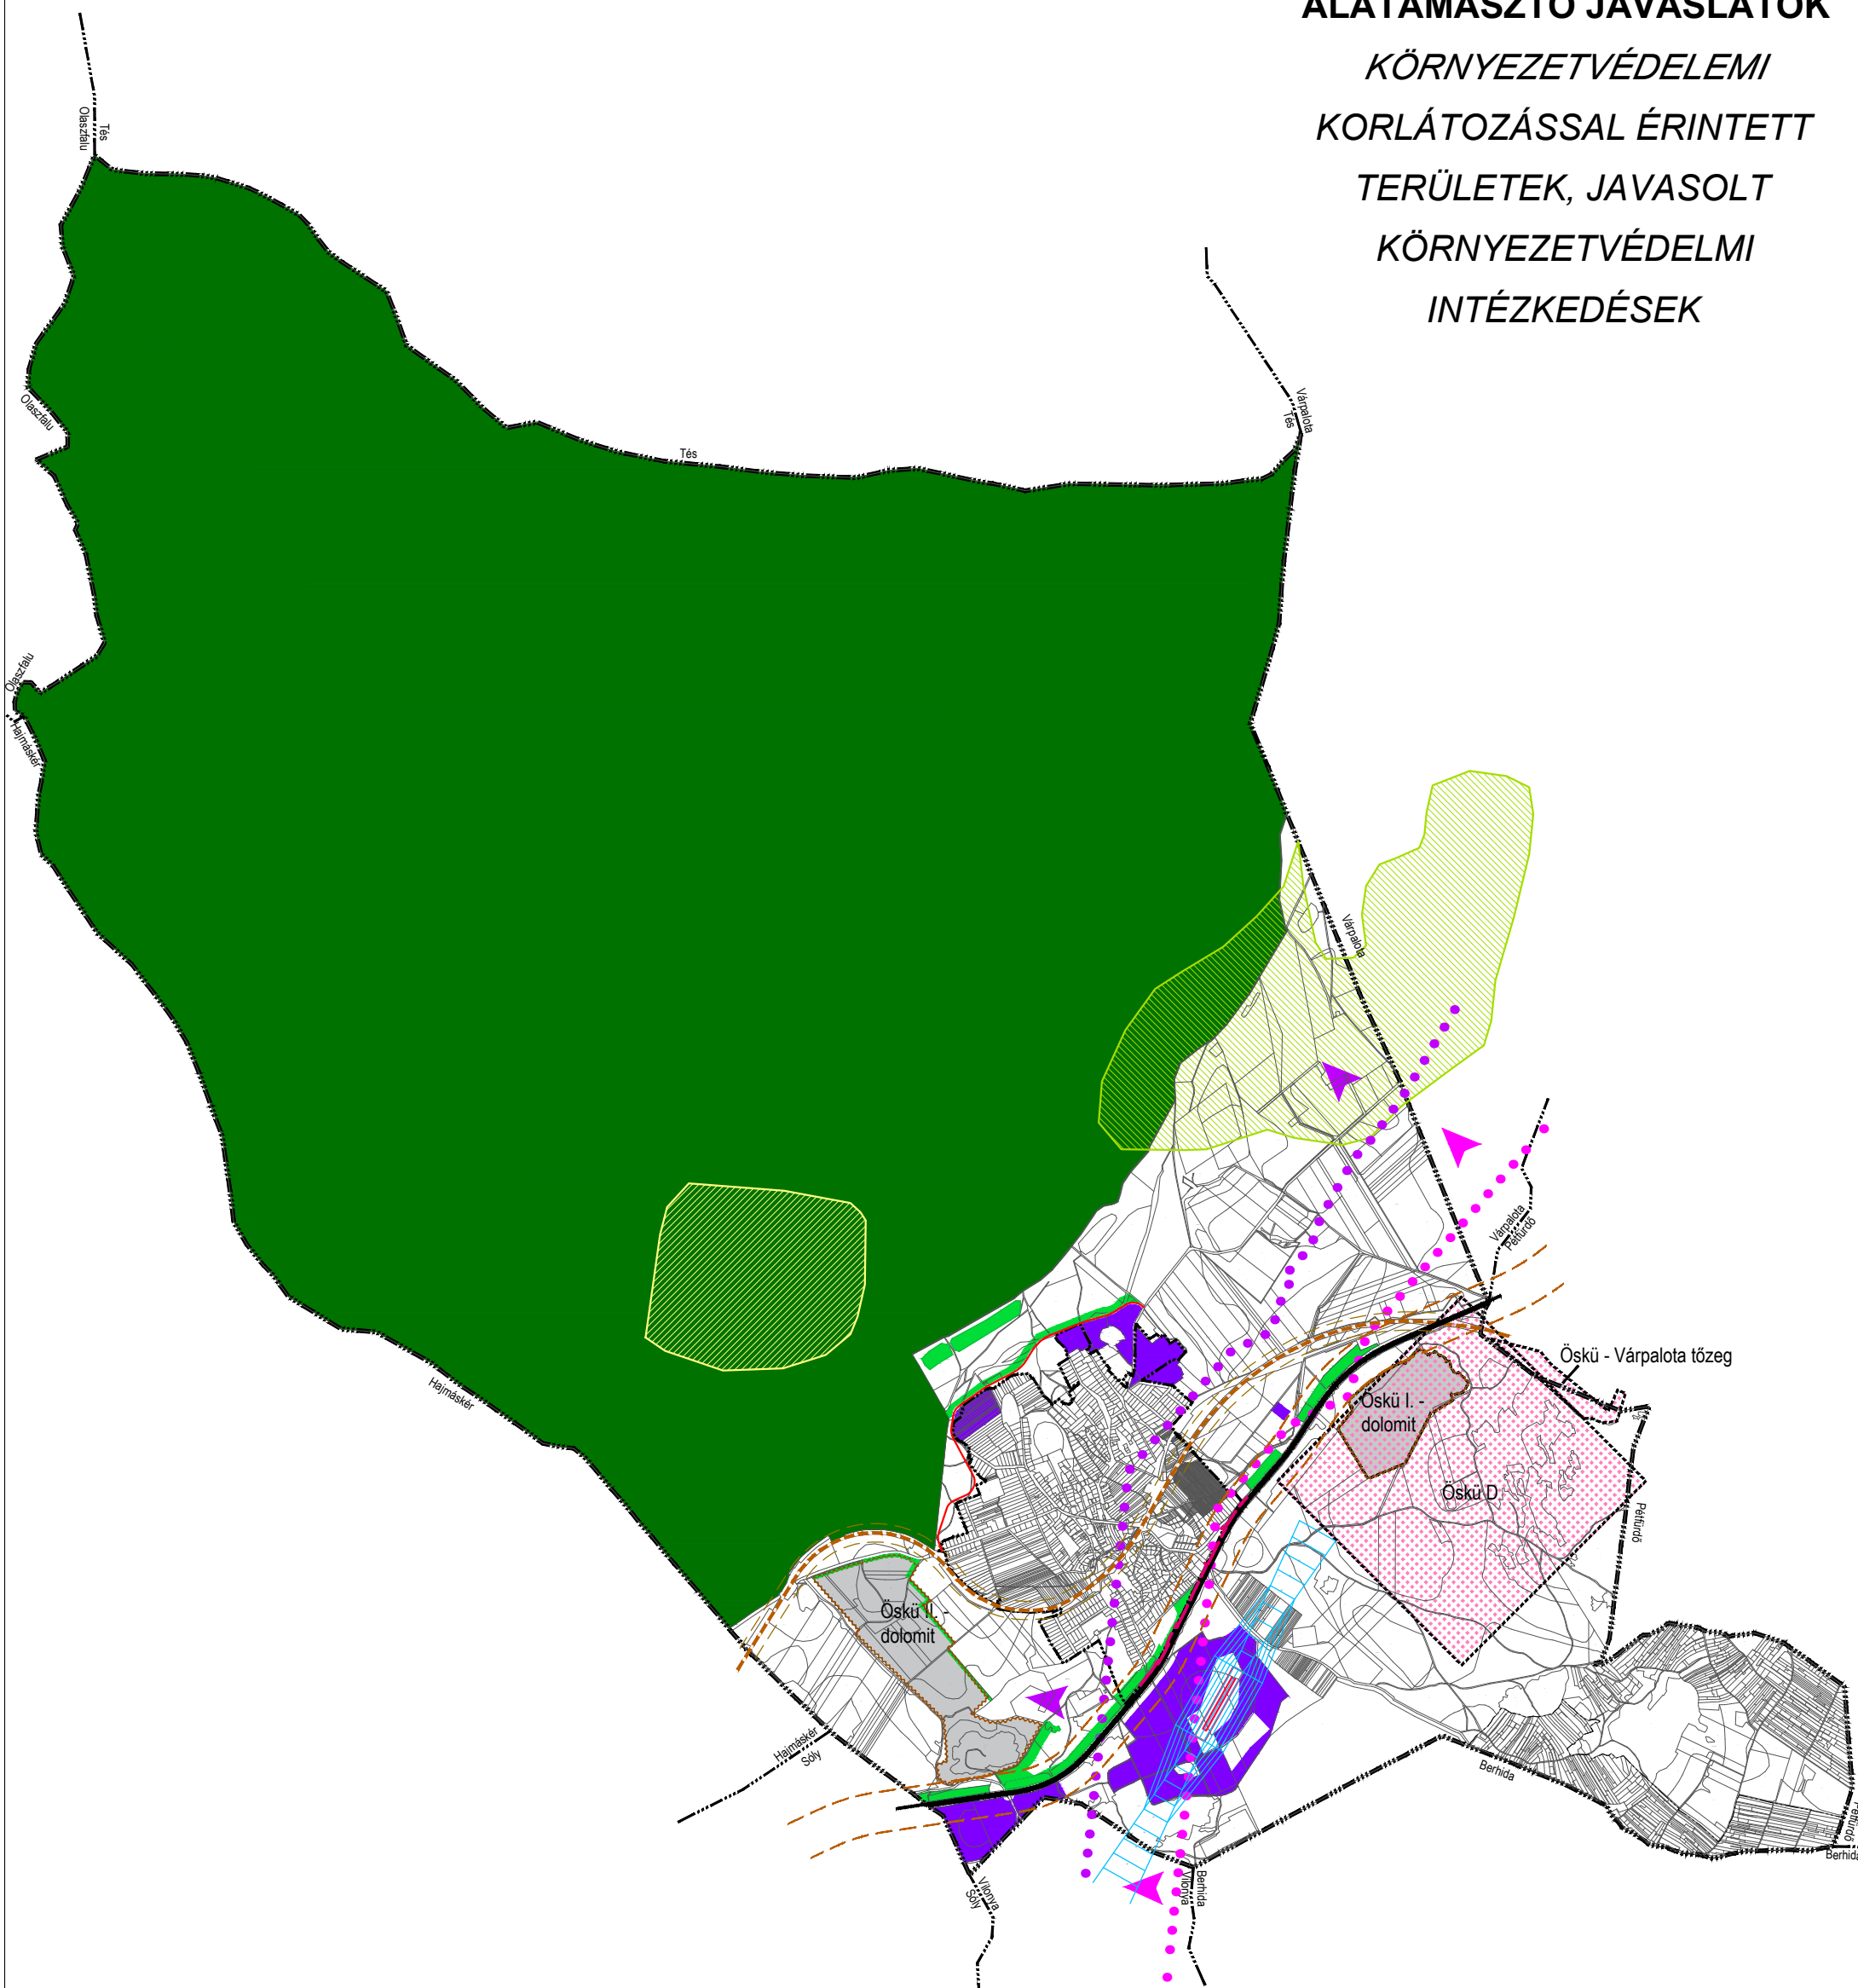 ALÁTÁMASZTÓ JAVASLATOK
KÖRNYEZETVÉDELEMI
KORLÁTOZÁSSAL ÉRINTETT
TERÜLETEK, JAVASOLT
KÖRNYEZETVÉDELMI
INTÉZKEDÉSEK
Tés
Olaszfalu
Olaszfalu
Tés
Várpalota
Tés
Olaszfalu
Hajmáskér
Várpalota
Várpalota
Pétfürdő
Öskü - Várpalota tőzeg
Hajmáskér
Öskü I. -
dolomit
Öskü D.
Pétfürdő
Öskü II. -
dolomit
Hajmáskér
Sóly
Berhida
Pétfürdő
Berhida
Vilonya
Sóly
Berhida
Vilonya